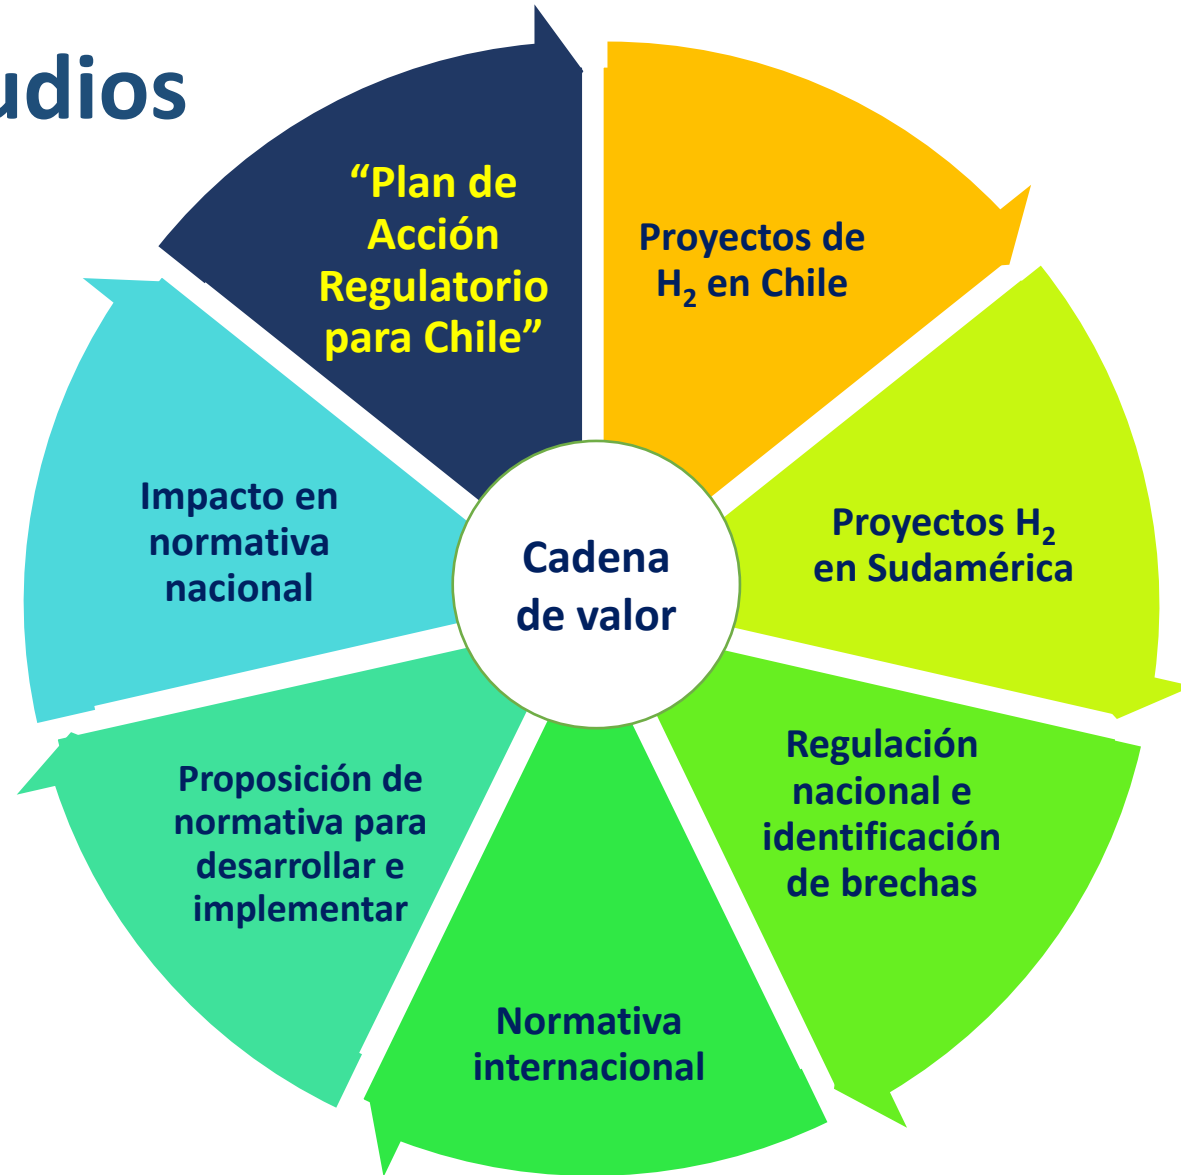 udios
“Plan de
Acción
Regulatorio
para Chile”
Proyectos de
H₂ en Chile
Proyectos H₂
en Sudamérica
Regulación
nacional e
identificación
de brechas
Normativa
internacional
Proposición de
normativa para
desarrollar e
implementar
Impacto en
normativa
nacional
Cadena
de valor